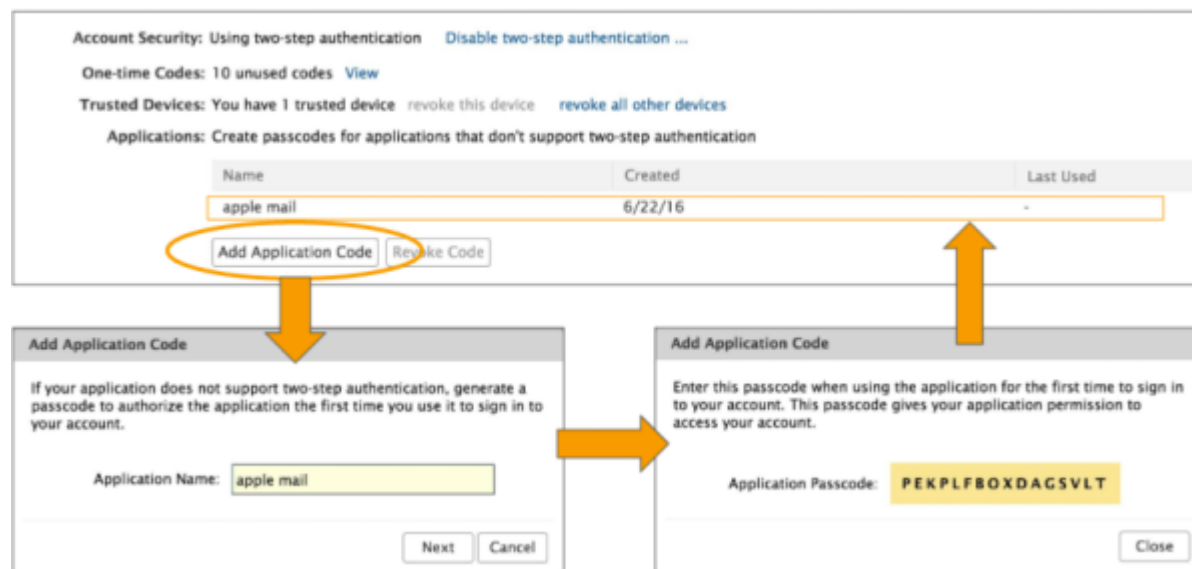 Account Security: Using two-step authentication Disable two-step authentication ...
One-time Codes: 10 unused codes View
Trusted Devices: You have 1 trusted device revoke this device revoke all other devices
Applications: Create passcodes for applications that don't support two-step authentication
Name Created Last Used
apple mail 6/22/16 -
Add Application Code Revoke Code
Add Application Code
If your application does not support two-step authentication, generate a
passcode to authorize the application the first time you use it to sign in to
your account.
Application Name: apple mail
Next Cancel
Add Application Code
Enter this passcode when using the application for the first time to sign in
to your account. This passcode gives your application permission to
access your account.
Application Passcode: PEKPLFBOXDAGSVLT
Close